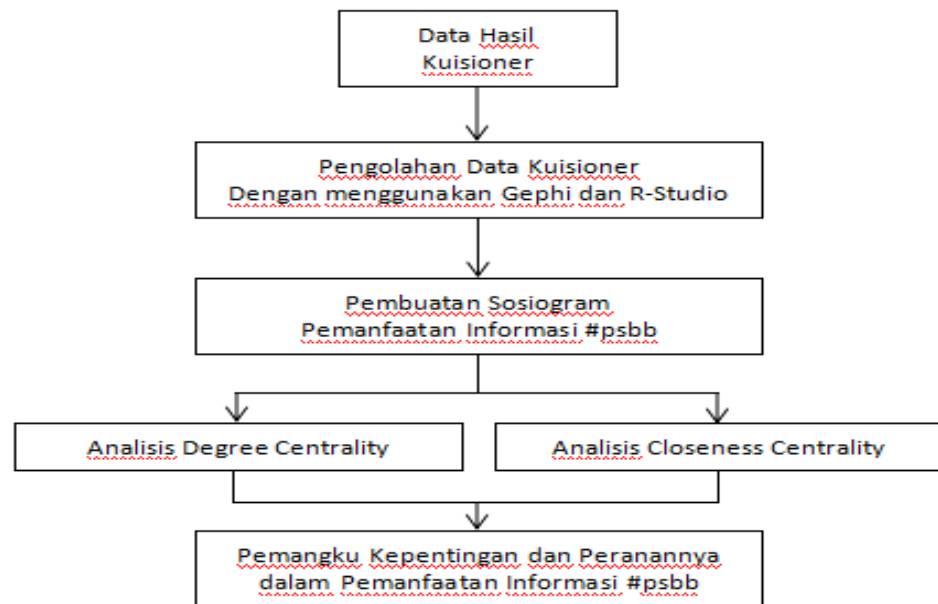 Data Hasil
Kuisioner
Pengolahan Data Kuisioner
Dengan menggunakan Gephi dan R-Studio
Pembuatan Sosiogram
Pemanfaatan Informasi #psbb
Analisis Degree Centrality
Analisis Closeness Centrality
Pemangku Kepentingan dan Peranannya
dalam Pemanfaatan Informasi #psbb